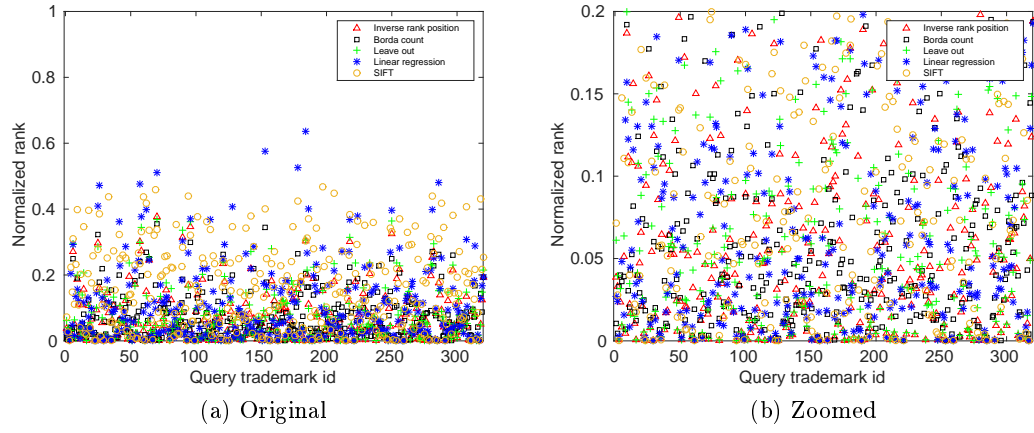 1
0.8
0.6
0.4
0.2
0
Normalized rank
0 50 100 150 200 250 300
Query trademark id
Inverse rank position
Borda count
Leave out
Linear regression
SIFT
(a) Original
0.2
0.15
0.1
0.05
0
Normalized rank
0 50 100 150 200 250 300
Query trademark id
Inverse rank position
Borda count
Leave out
Linear regression
SIFT
(b) Zoomed